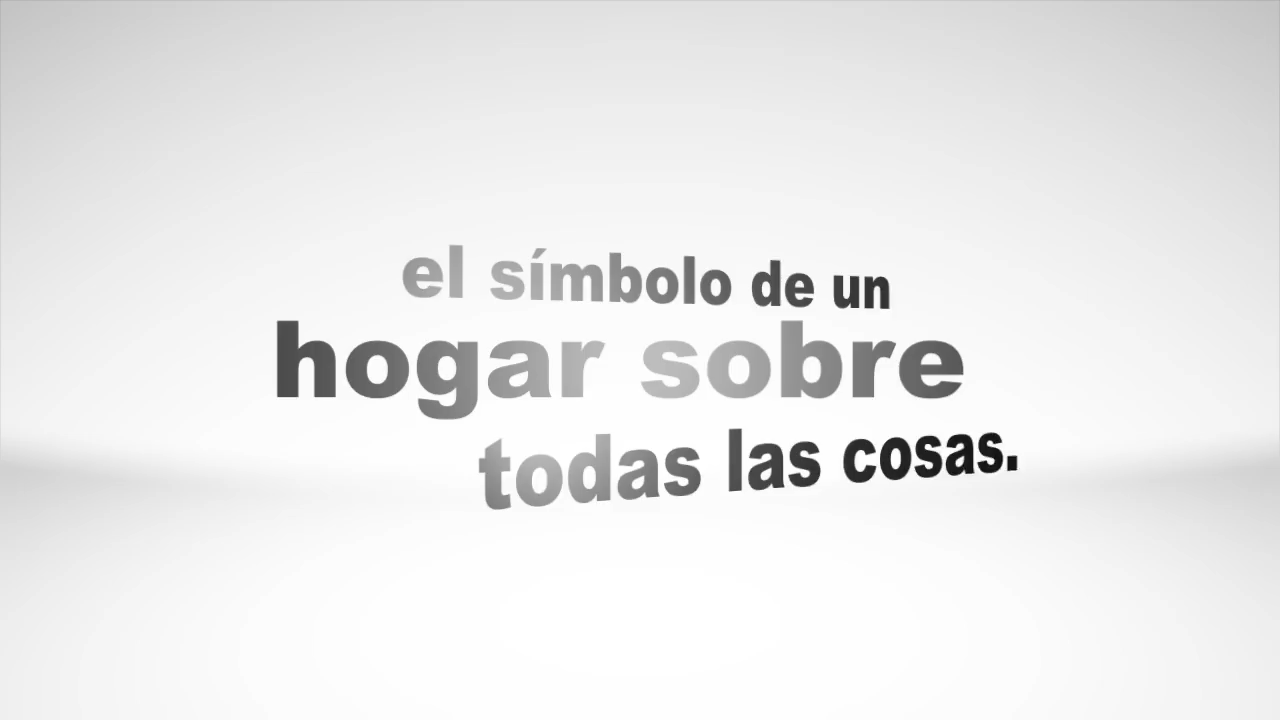 el símbolo de un
hogar sobre
todas las cosas.